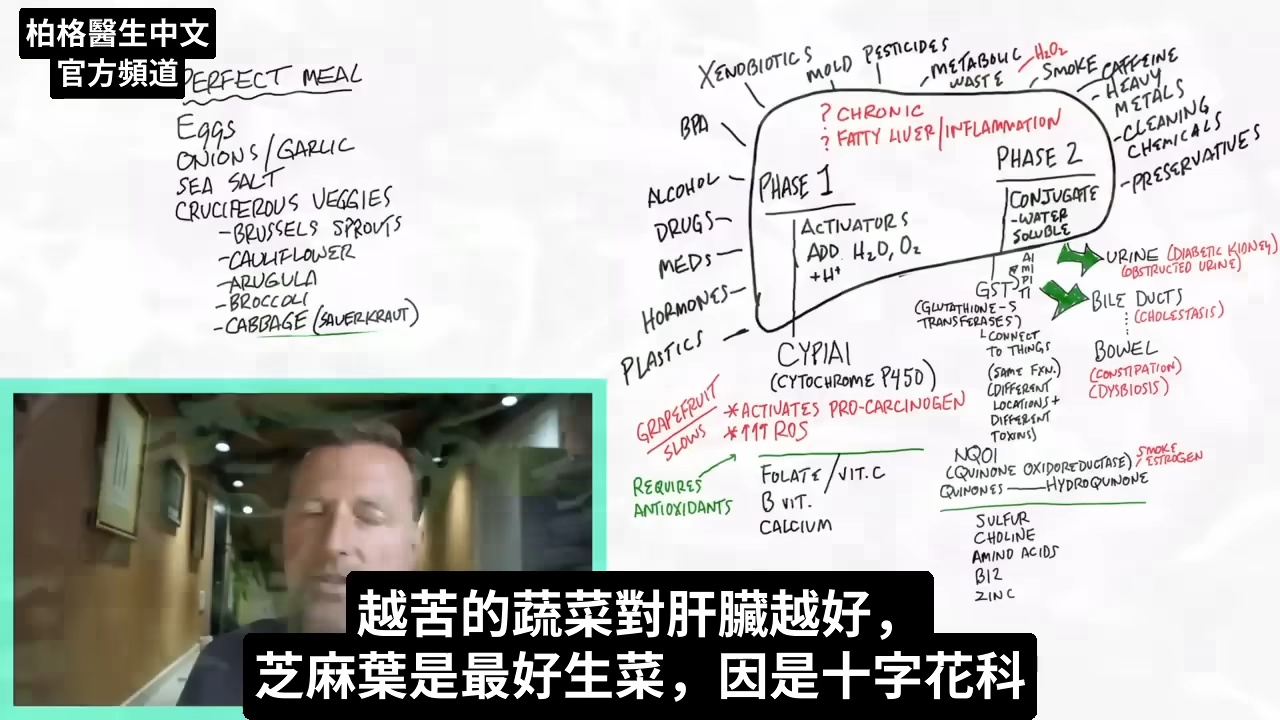 柏格醫生中文
官方頻道
PERFECT MEAL
Eggs
ONIONS/GARLIC
SEA SALT
CRUCIFEROUS VEGGIES
-BRUSSELS SPROUTS
-CAULIFLOWER
-ARUGULA
-BROCCOLI
-CABBAGE (SAUERKRAUT)
XENOBIOTICS
MOLD
PESTICIDES
METABOLIC
WASTE
H2O2
SMOKE
CAFFEINE
-HEAVY
METALS
-CLEANING
CHEMICALS
-PRESERVATIVES
BPA
ALCOHOL
DRUGS-
MEDS-
HORMONES-
PLASTICS
? CHRONIC
? FATTY LIVER/INFLAMMATION
PHASE 1
ACTIVATORS
ADD H2O, O2
+H+
PHASE 2
CONJUGATE
-WATER
SOLUBLE
CYPIAI
(CYTOCHROME P450)
GRAPEFRUIT
SLOWS
*ACTIVATES PRO-CARCINOGEN
*↑↑↑ ROS
REQUIRES
ANTIOXIDANTS
FOLATE/VIT.C
B VIT.
CALCIUM
A1
M1
P1
T1
GST
(GLUTATHIONE-S
TRANSFERASES)
CONNECT
TO THINGS
(SAME FXN.)
(DIFFERENT
LOCATIONS+
DIFFERENT
TOXINS)
URINE (DIABETIC KIDNEY)
(OBSTRUCTED URINE)
BILE DUCTS
(CHOLESTASIS)
BOWEL
(CONSTIPATION)
(DYSBIOSIS)
NQO1
(QUINONE OXIDOREDUCTASE)
SMOKE
ESTROGEN
QUINONES — HYDROQUINONE
SULFUR
CHOLINE
AMINO ACIDS
B12
ZINC
越苦的蔬菜對肝臟越好，
芝麻葉是最好生菜，因是十字花科